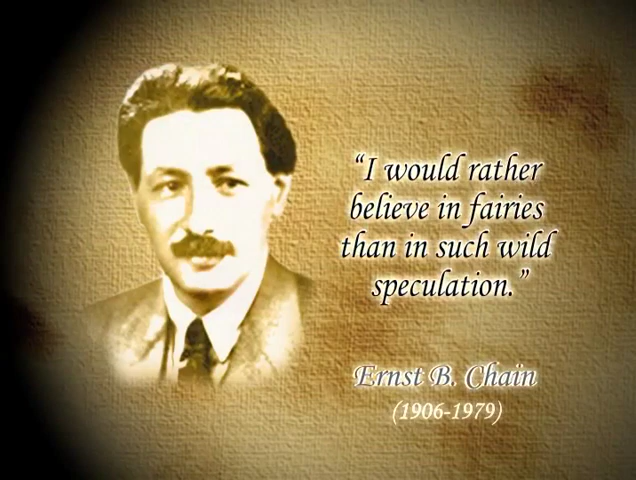 “I would rather
believe in fairies
than in such wild
speculation.”
Ernst B. Chain
(1906-1979)